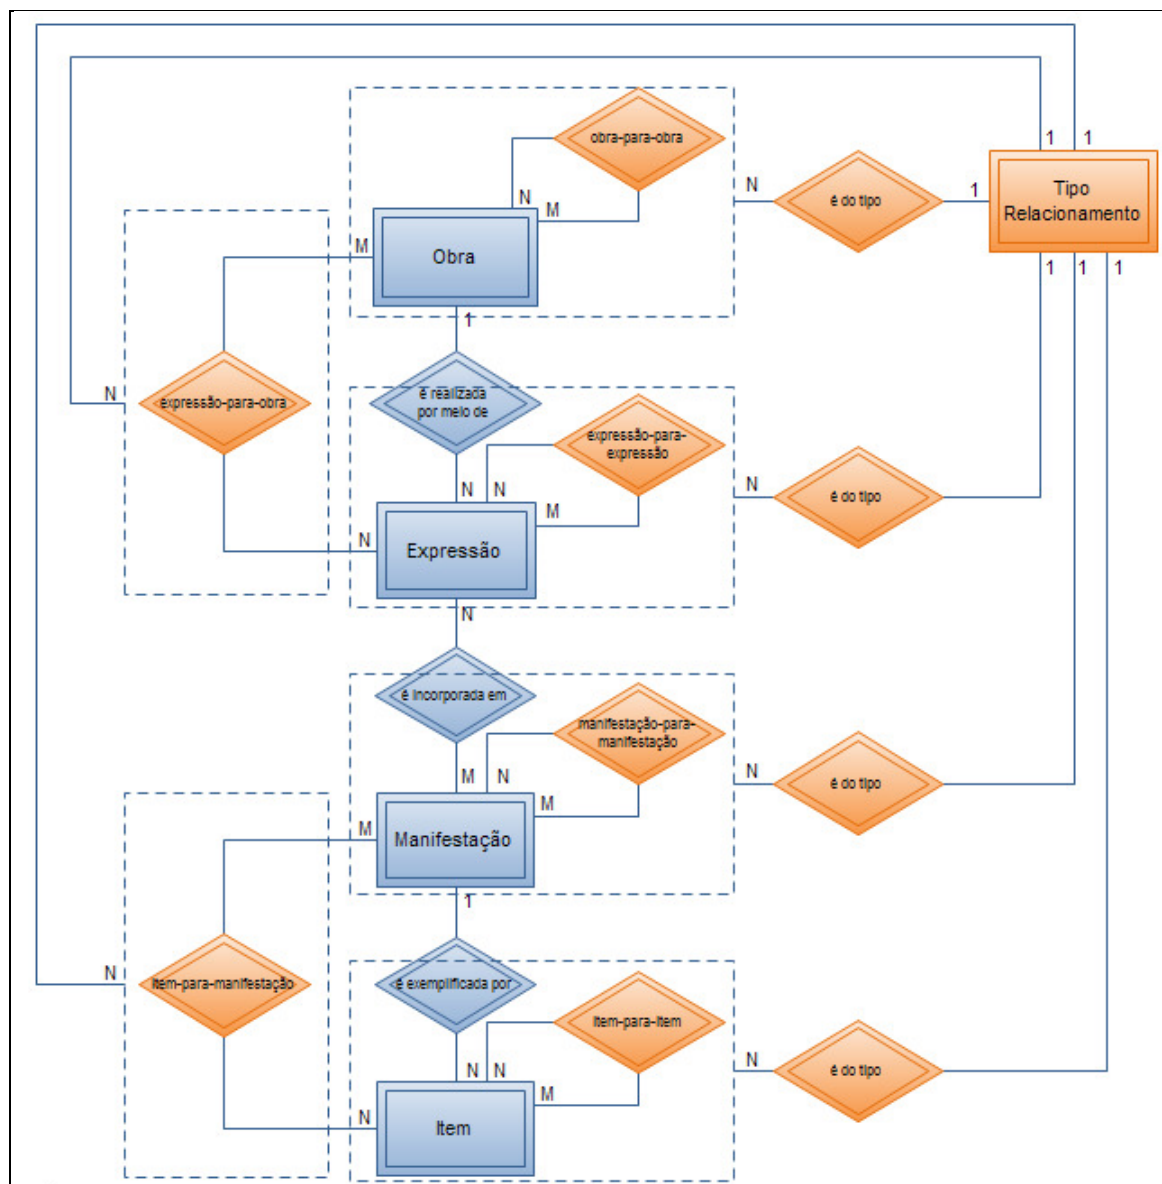 1
1
obra-para-obra
N
M
M
Obra
1
N
é do tipo
1
Tipo
Relacionamento
1
1
1
N
expressão-para-obra
é realizada
por meio de
expressão-para-
expressão
N
N
M
N
Expressão
N
N
é do tipo
é incorporada em
manifestação-para-
manifestação
M
N
M
M
Manifestação
1
N
é do tipo
N
item-para-manifestação
é exemplificada por
item-para-item
N
N
M
N
Item
N
é do tipo